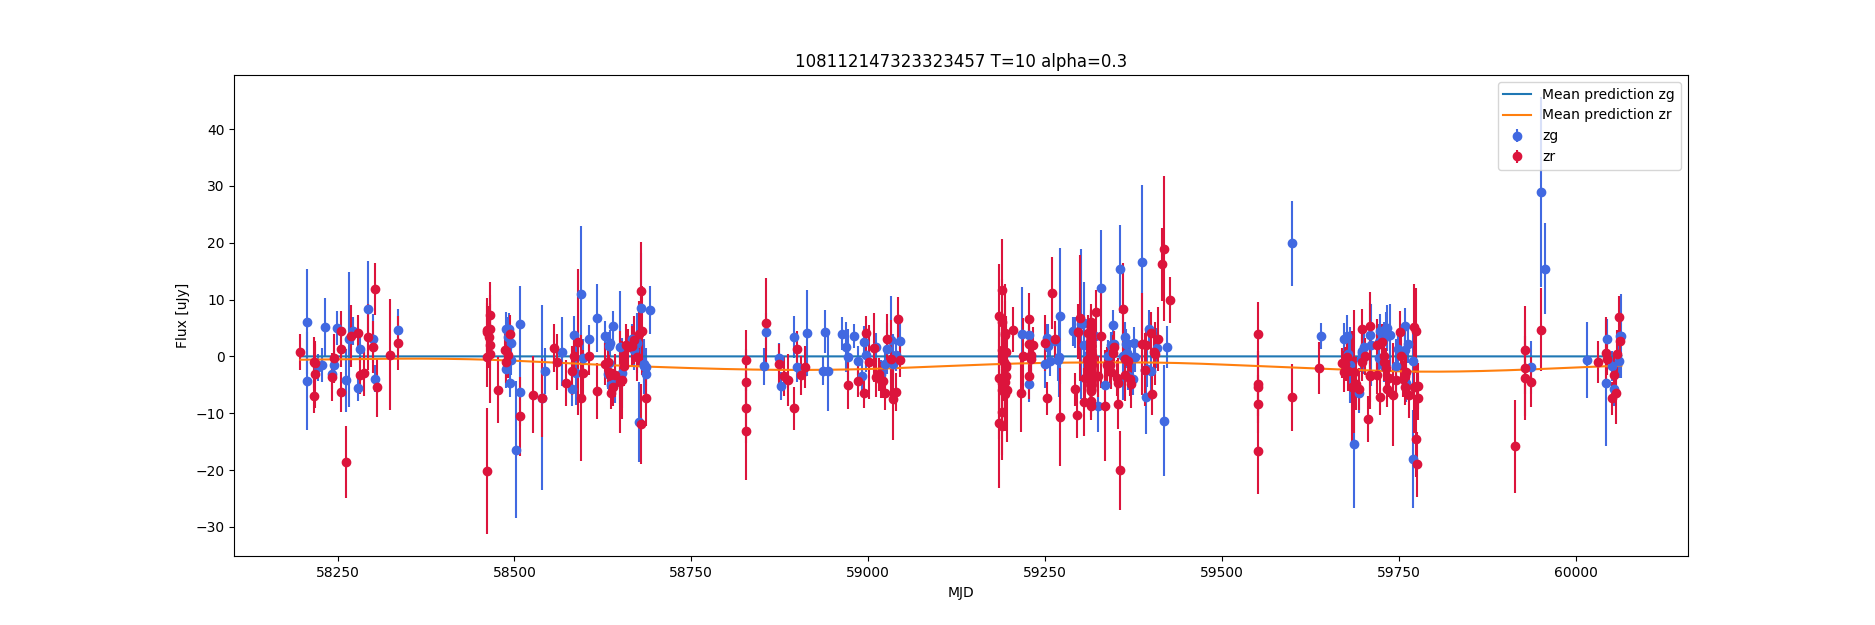 108112147323323457 T=10 alpha=0.3
Mean prediction zg
Mean prediction zr
zg
zr
Flux [uJy]
40
30
20
10
0
−10
−20
−30
58250 58500 58750 59000 59250 59500 59750 60000
MJD